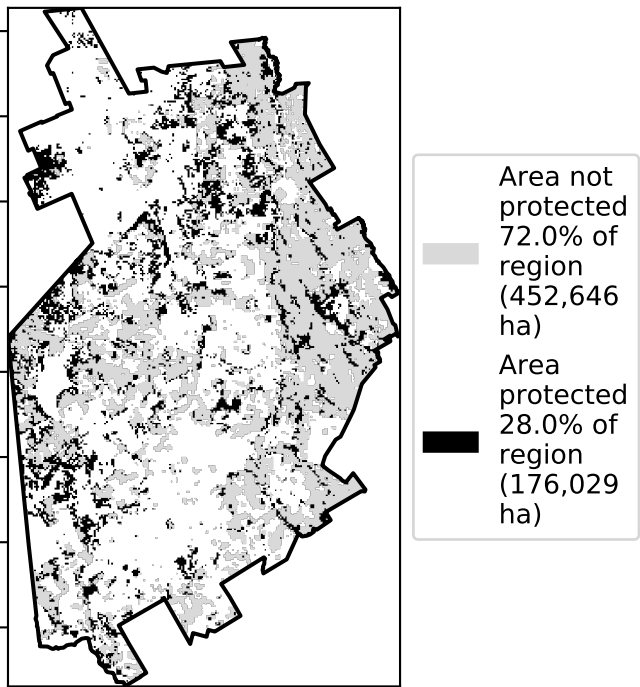 Area not
protected
72.0% of
region
(452,646
ha)
Area
protected
28.0% of
region
(176,029
ha)